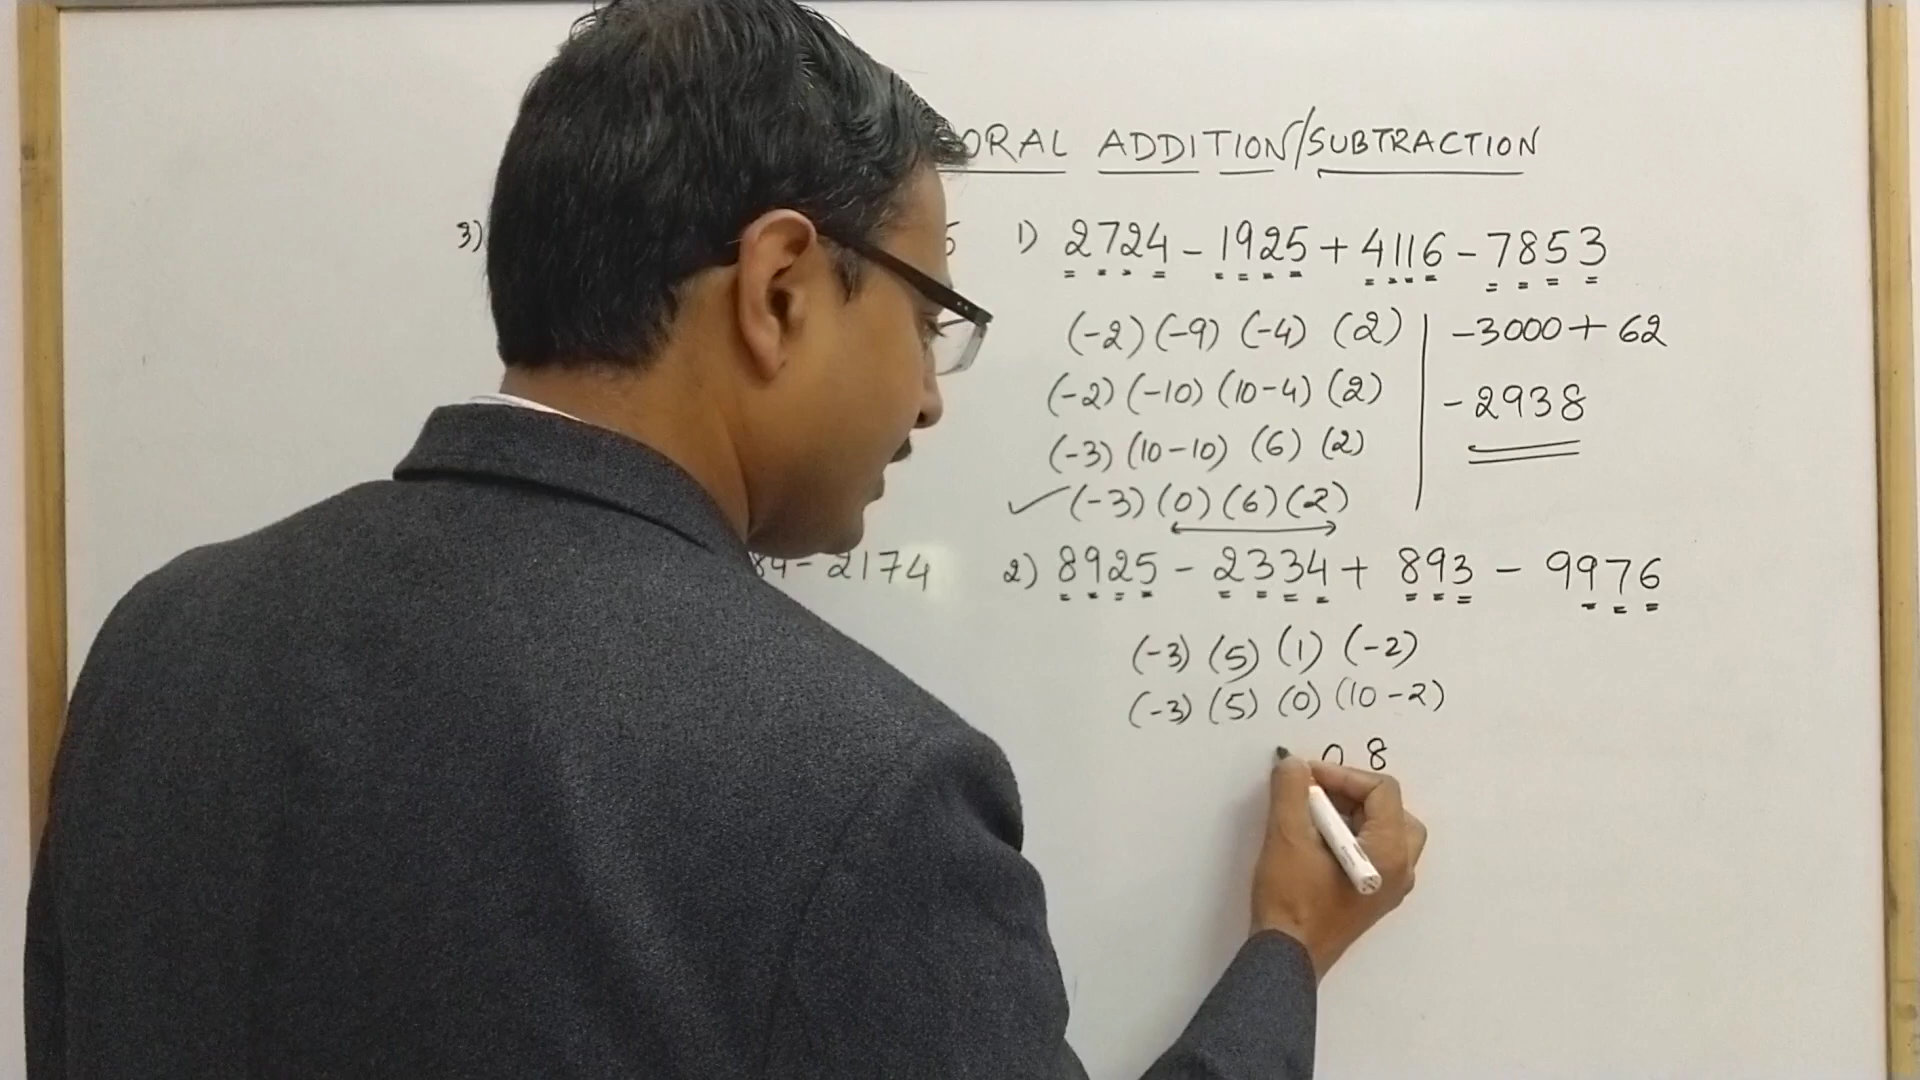 ORAL ADDITION/SUBTRACTION
3)
1) 2724 - 1925 + 4116 - 7853
(-2) (-9) (-4) (2)
(-2) (-10) (10-4) (2)
(-3) (10-10) (6) (2)
✓ (-3) (0) (6) (2)
-3000 + 62
-2938
- 2174
2) 8925 - 2334 + 893 - 9976
(-3) (5) (1) (-2)
(-3) (5) (0) (10-2)
0 8